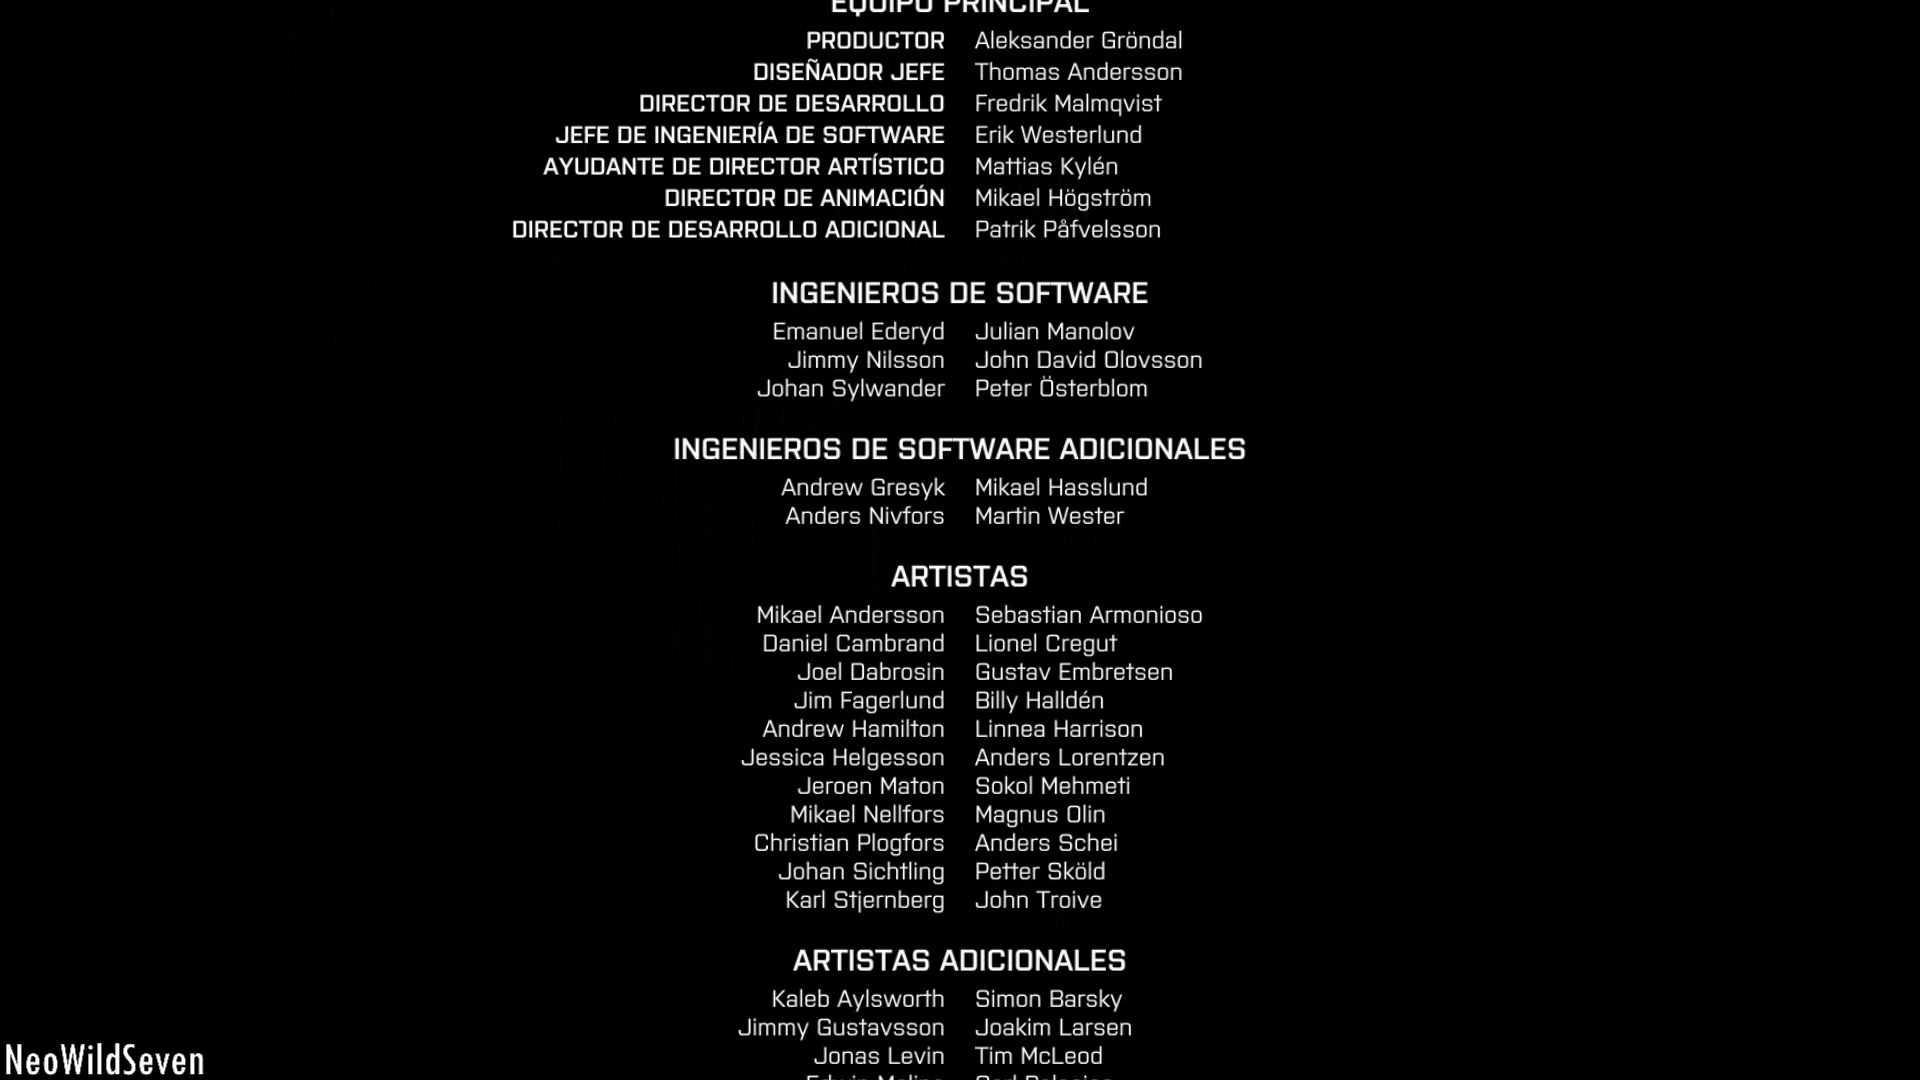 EQUIPO PRINCIPAL
PRODUCTOR Aleksander Gröndal
DISEÑADOR JEFE Thomas Andersson
DIRECTOR DE DESARROLLO Fredrik Malmqvist
JEFE DE INGENIERÍA DE SOFTWARE Erik Westerlund
AYUDANTE DE DIRECTOR ARTÍSTICO Mattias Kylén
DIRECTOR DE ANIMACIÓN Mikael Högström
DIRECTOR DE DESARROLLO ADICIONAL Patrik Påfvelsson
INGENIEROS DE SOFTWARE
Emanuel Ederyd Julian Manolov
Jimmy Nilsson John David Olovsson
Johan Sylwander Peter Österblom
INGENIEROS DE SOFTWARE ADICIONALES
Andrew Gresyk Mikael Hasslund
Anders Nivfors Martin Wester
ARTISTAS
Mikael Andersson Sebastian Armonioso
Daniel Cambrand Lionel Cregut
Joel Dabrosin Gustav Embretsen
Jim Fagerlund Billy Halldén
Andrew Hamilton Linnea Harrison
Jessica Helgesson Anders Lorentzen
Jeroen Maton Sokol Mehmeti
Mikael Nellfors Magnus Olin
Christian Plogfors Anders Schei
Johan Sichtling Petter Sköld
Karl Stjernberg John Troive
ARTISTAS ADICIONALES
Kaleb Aylsworth Simon Barsky
Jimmy Gustavsson Joakim Larsen
Jonas Levin Tim McLeod
NeoWildSeven